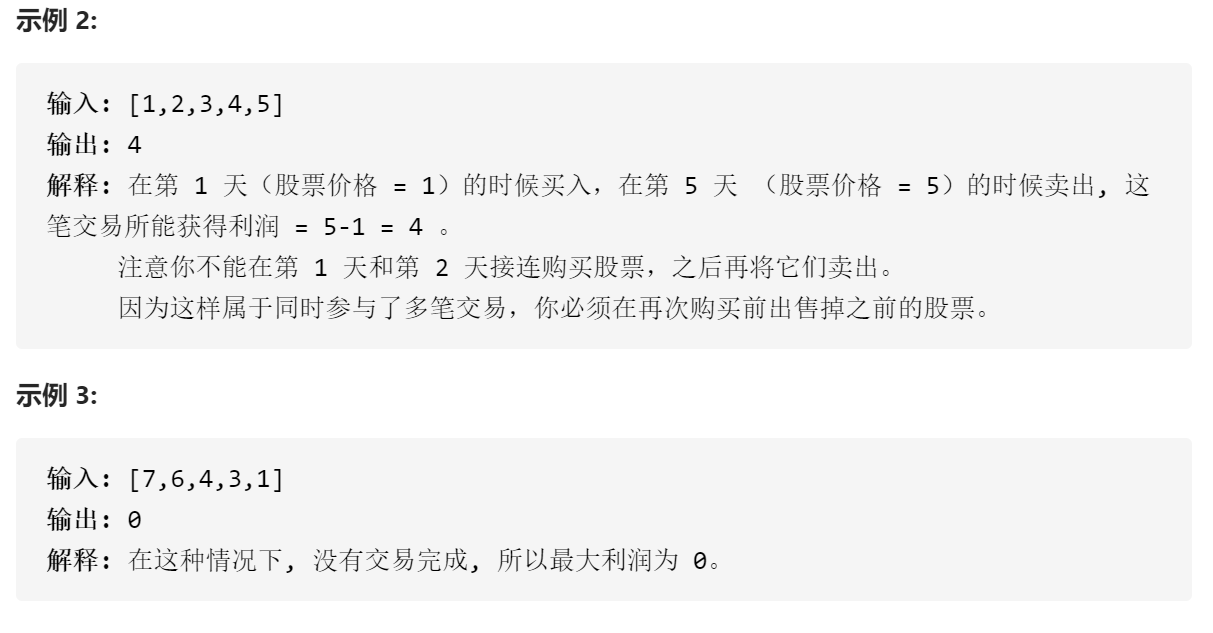 示例 2:
输入: [1,2,3,4,5]
输出: 4
解释: 在第 1 天（股票价格 = 1）的时候买入，在第 5 天 （股票价格 = 5）的时候卖出, 这
笔交易所能获得利润 = 5-1 = 4 。
注意你不能在第 1 天和第 2 天接连购买股票，之后再将它们卖出。
因为这样属于同时参与了多笔交易，你必须在再次购买前出售掉之前的股票。
示例 3:
输入: [7,6,4,3,1]
输出: 0
解释: 在这种情况下, 没有交易完成, 所以最大利润为 0。